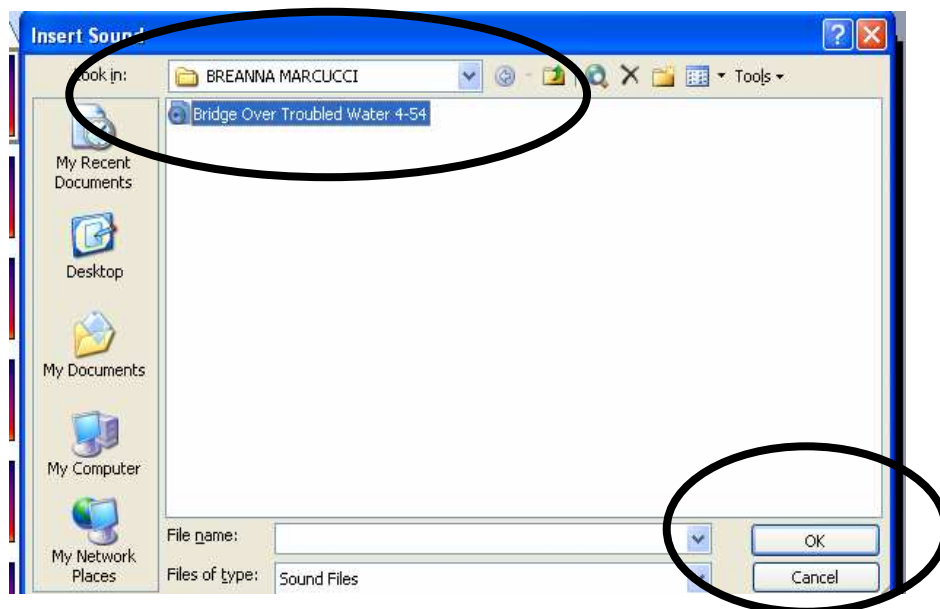 Insert Sound
Look in:
BREANNA MARCUCCI
Tools
Bridge Over Troubled Water 4-54
My Recent
Documents
Desktop
My Documents
My Computer
My Network
Places
File name:
OK
Files of type:
Sound Files
Cancel